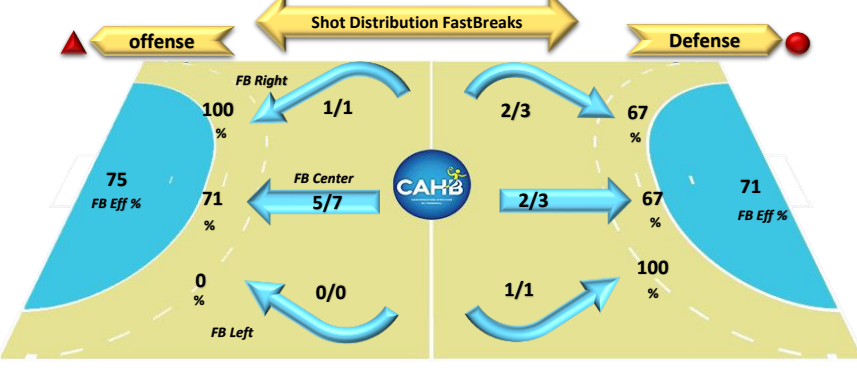 Shot Distribution FastBreaks
offense
Defense
FB Right
100
%
1/1
2/3
67
%
75
FB Eff %
FB Center
71
%
5/7
CAHB
2/3
67
%
71
FB Eff %
0
%
0/0
1/1
100
%
FB Left